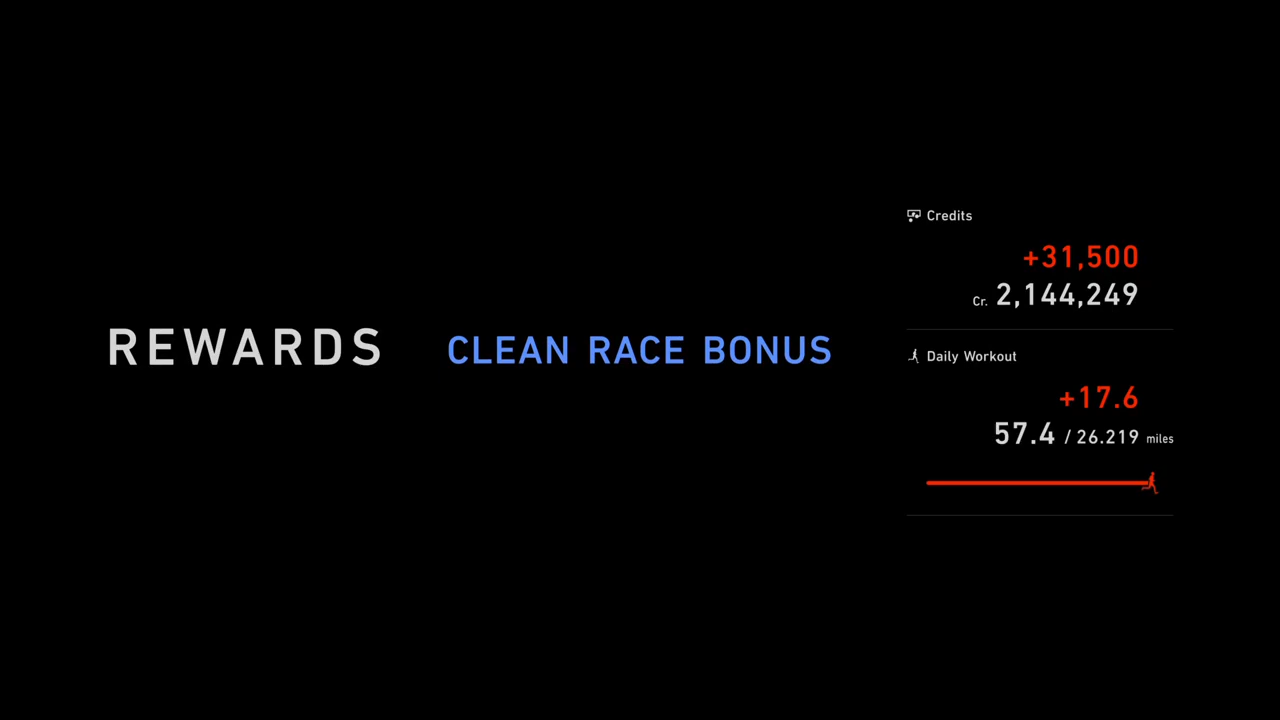 REWARDS
CLEAN RACE BONUS
Credits
+31,500
Cr. 2,144,249
Daily Workout
+17.6
57.4 / 26.219 miles